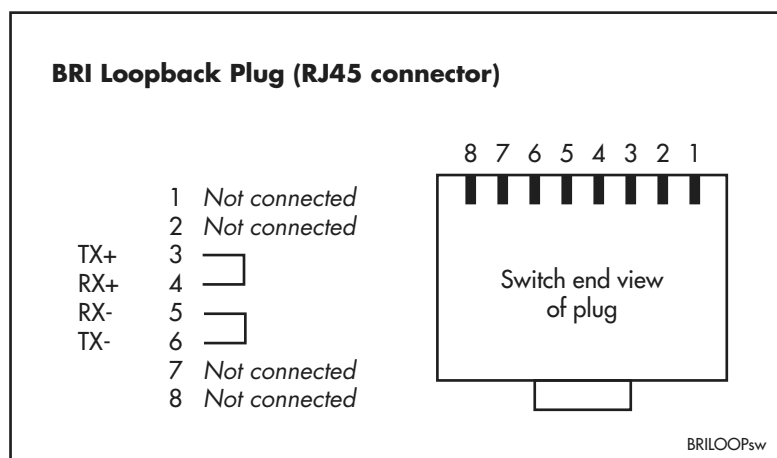 BRI Loopback Plug (RJ45 connector)
8 7 6 5 4 3 2 1
1 Not connected
2 Not connected
TX+ 3
RX+ 4
RX- 5
TX- 6
7 Not connected
8 Not connected
Switch end view
of plug
BRILOOPsw